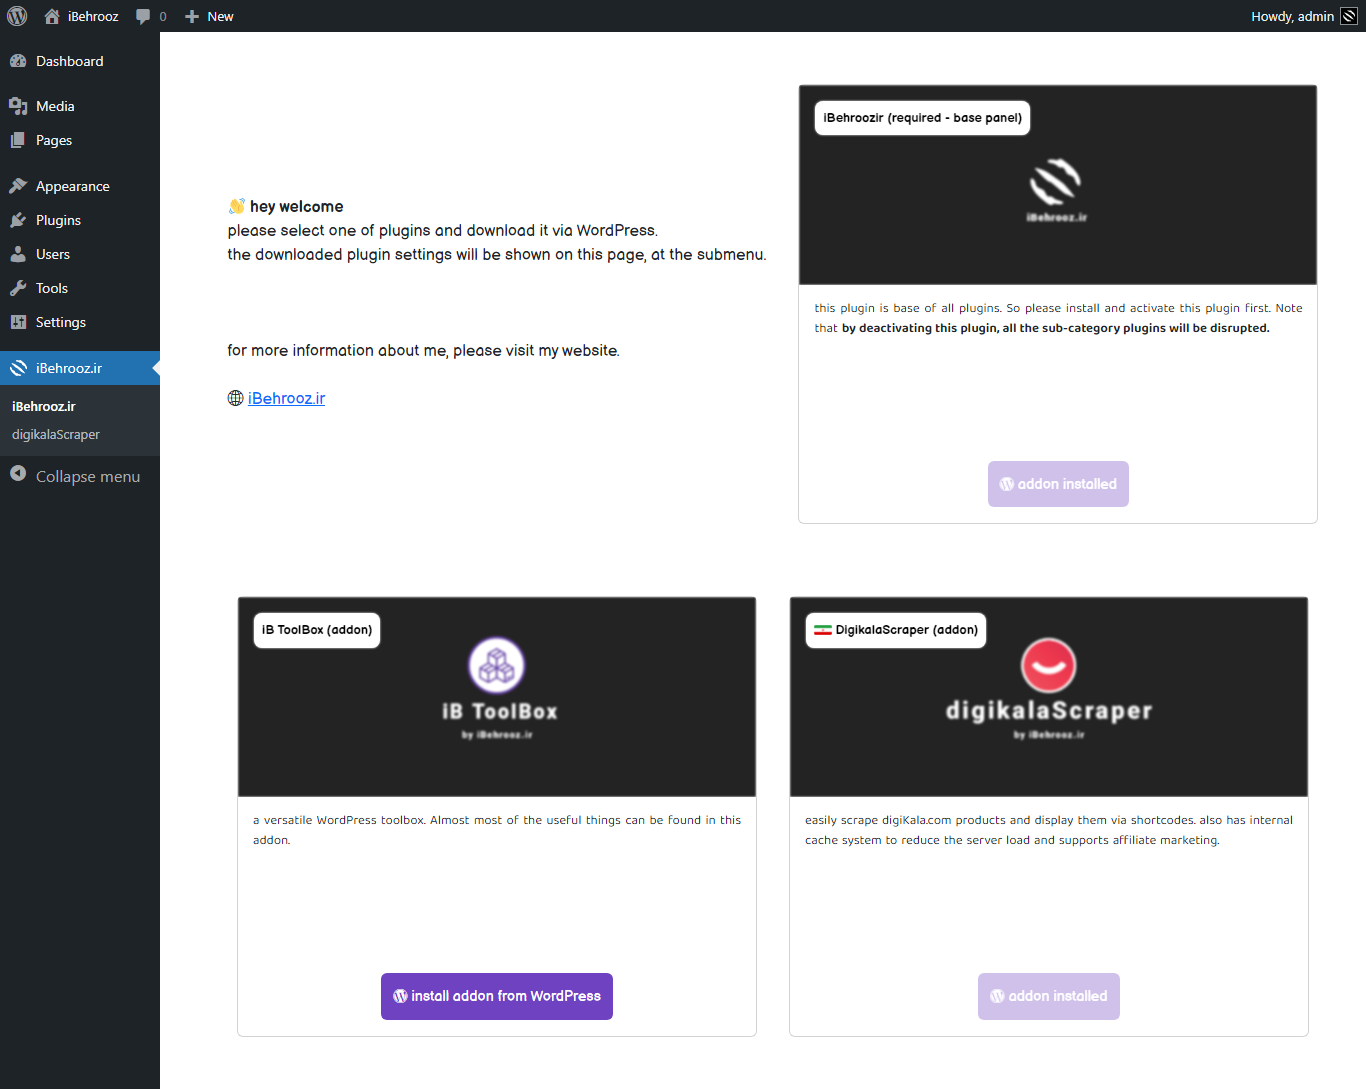 iBehrooz
0
New
Howdy, admin
Dashboard
Media
Pages
Appearance
Plugins
Users
Tools
Settings
iBehrooz.ir
iBehrooz.ir
digikalaScraper
Collapse menu
👋 hey welcome
please select one of plugins and download it via WordPress.
the downloaded plugin settings will be shown on this page, at the submenu.
for more information about me, please visit my website.
🌐 iBehrooz.ir
iBehroozir (required - base panel)
iBehrooz.ir
this plugin is base of all plugins. So please install and activate this plugin first. Note
that by deactivating this plugin, all the sub-category plugins will be disrupted.
addon installed
iB ToolBox (addon)
iB ToolBox
by iBehrooz.ir
a versatile WordPress toolbox. Almost most of the useful things can be found in this
addon.
install addon from WordPress
🇮🇷 DigikalaScraper (addon)
digikalaScraper
by iBehrooz.ir
easily scrape digiKala.com products and display them via shortcodes. also has internal
cache system to reduce the server load and supports affiliate marketing.
addon installed